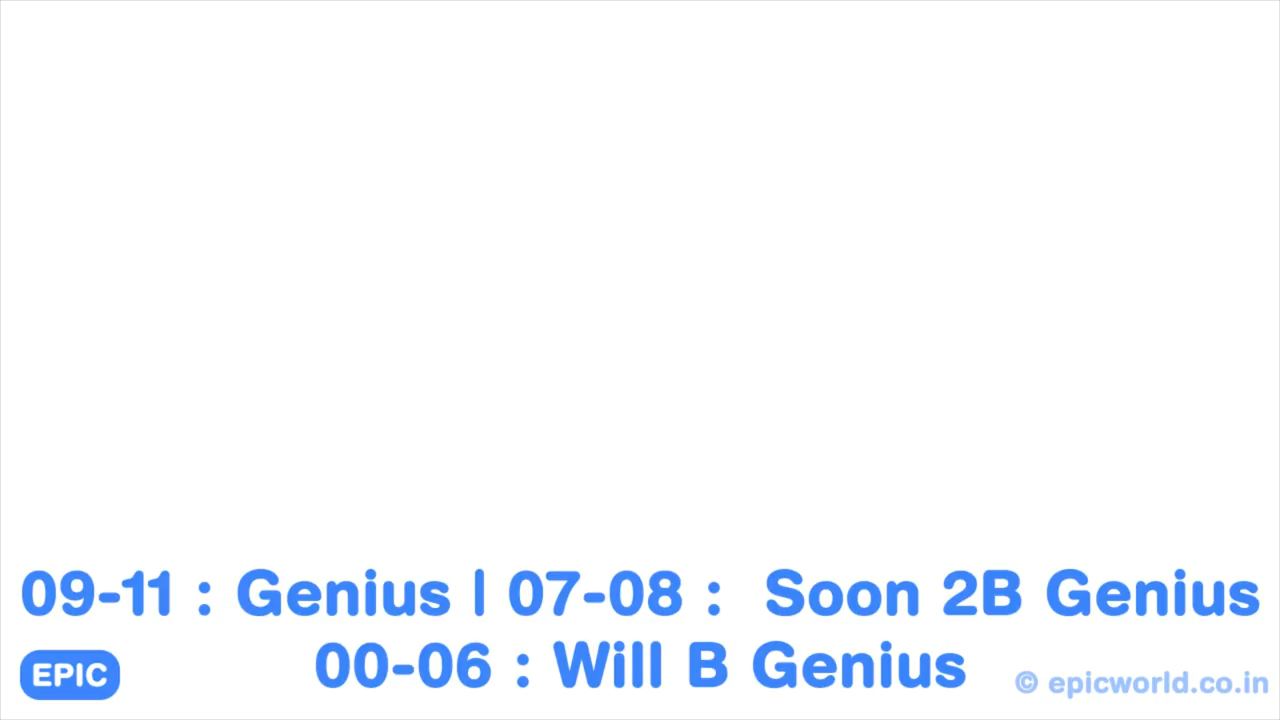 09-11 : Genius | 07-08 : Soon 2B Genius
00-06 : Will B Genius
EPIC
© epicworld.co.in